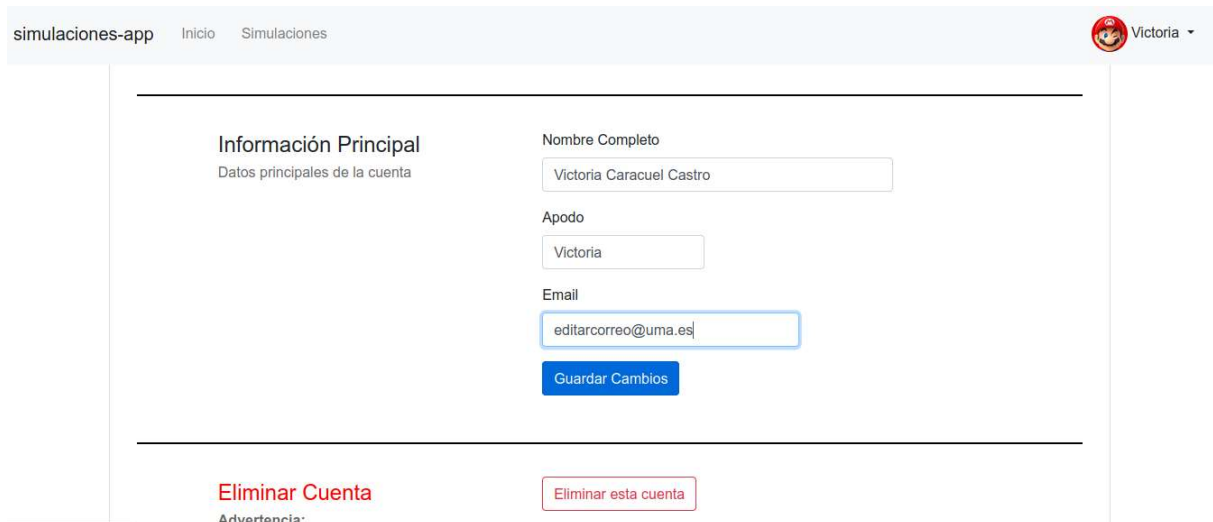 simulaciones-app Inicio Simulaciones Victoria
Información Principal
Datos principales de la cuenta
Nombre Completo
Victoria Caracuel Castro
Apodo
Victoria
Email
editarcorreo@uma.es
Guardar Cambios
Eliminar Cuenta
Advertencia:
Eliminar esta cuenta